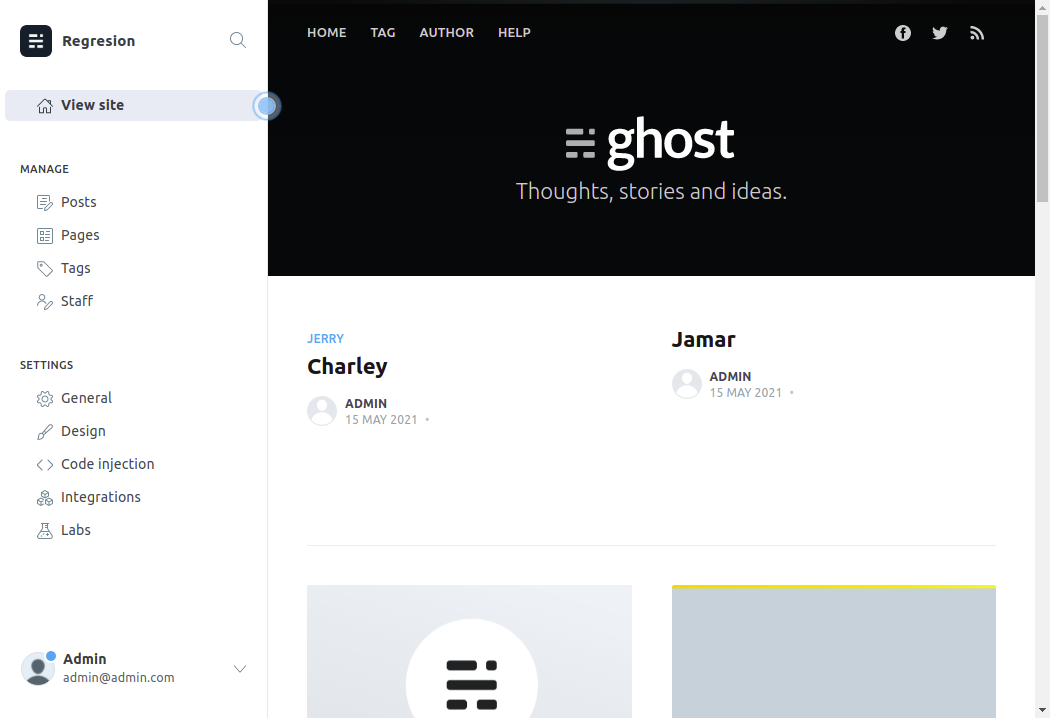 Regresion
View site
MANAGE
Posts
Pages
Tags
Staff
SETTINGS
General
Design
Code injection
Integrations
Labs
Admin
admin@admin.com
HOME TAG AUTHOR HELP
ghost
Thoughts, stories and ideas.
JERRY
Charley
ADMIN
15 MAY 2021 •
Jamar
ADMIN
15 MAY 2021 •